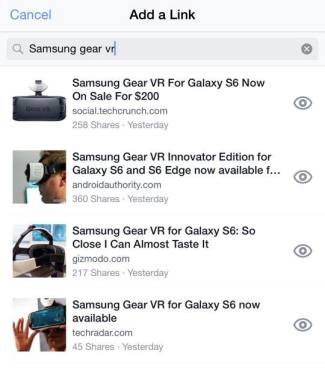 Cancel Add a Link
Samsung gear vr
Samsung Gear VR For Galaxy S6 Now
On Sale For $200
social.techcrunch.com
258 Shares · Yesterday
Samsung Gear VR Innovator Edition for
Galaxy S6 and S6 Edge now available f...
androidauthority.com
360 Shares · Yesterday
Samsung Gear VR for Galaxy S6: So
Close I Can Almost Taste It
gizmodo.com
217 Shares · Yesterday
Samsung Gear VR for Galaxy S6 now
available
techradar.com
45 Shares · Yesterday